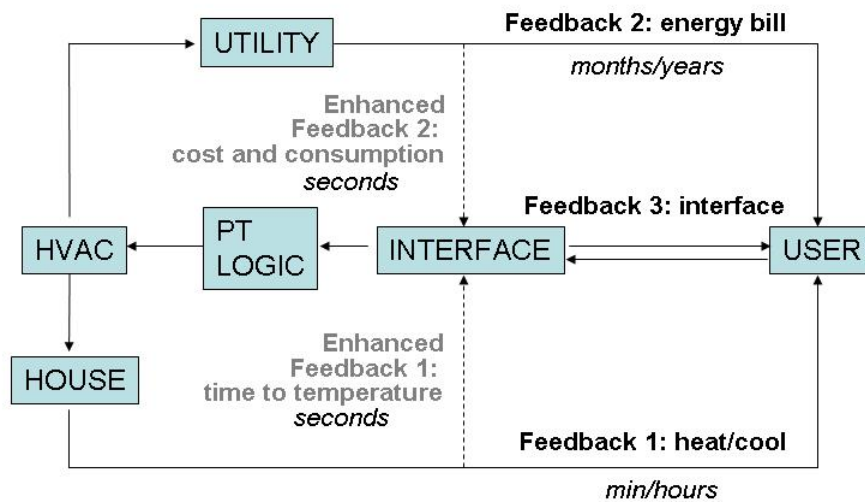 UTILITY
Feedback 2: energy bill
months/years
Enhanced
Feedback 2:
cost and consumption
seconds
Feedback 3: interface
HVAC
PT
LOGIC
INTERFACE
USER
Enhanced
Feedback 1:
time to temperature
seconds
HOUSE
Feedback 1: heat/cool
min/hours